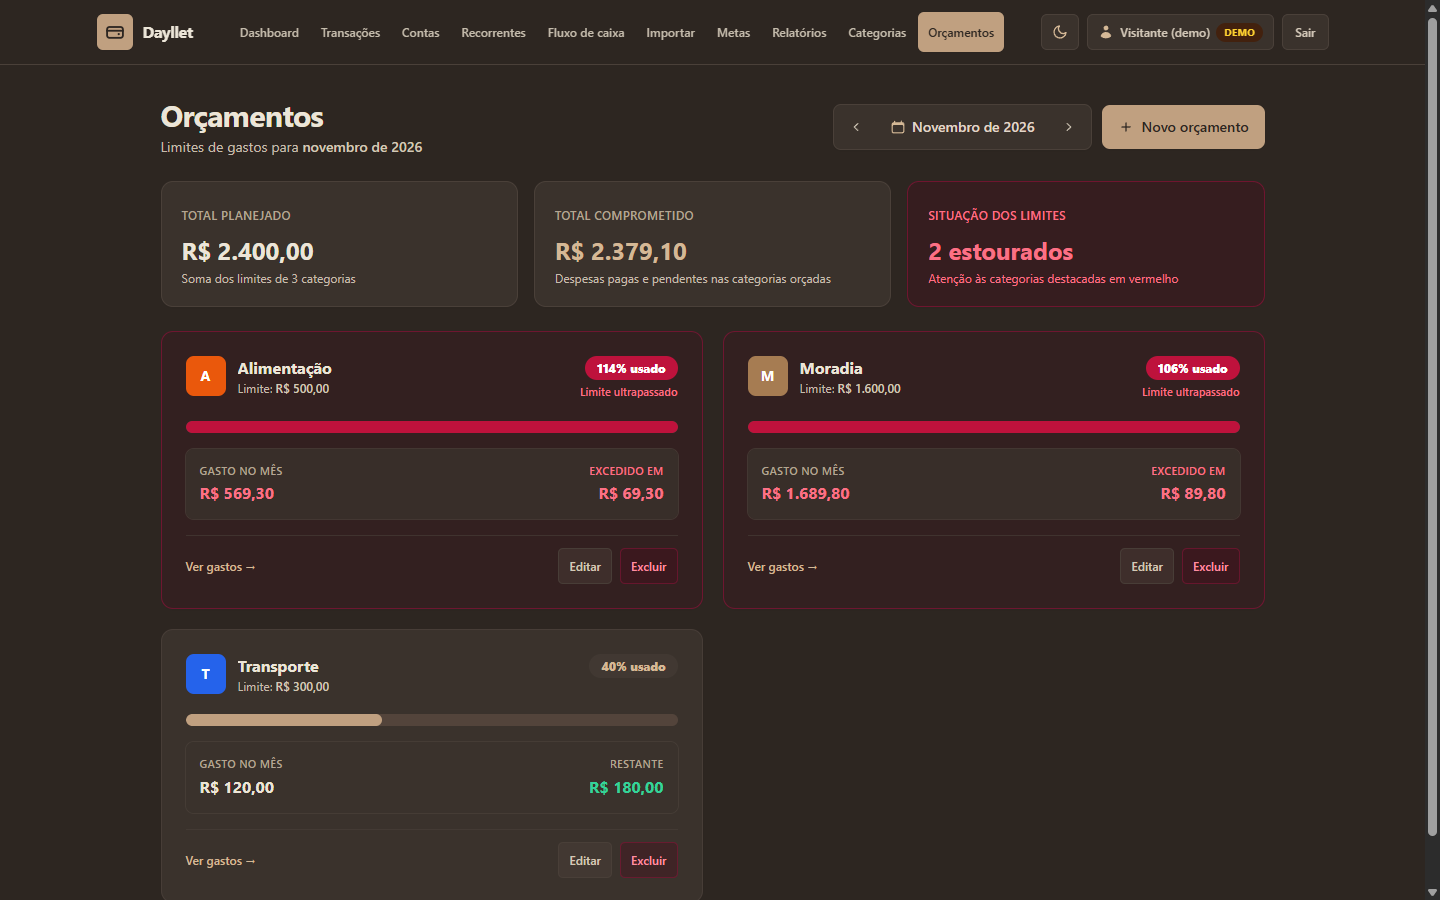 Dayllet
Dashboard Transações Contas Recorrentes Fluxo de caixa Importar Metas Relatórios Categorias Orçamentos
Visitante (demo) DEMO Sair
Orçamentos
Limites de gastos para novembro de 2026
Novembro de 2026
+ Novo orçamento
TOTAL PLANEJADO
R$ 2.400,00
Soma dos limites de 3 categorias
TOTAL COMPROMETIDO
R$ 2.379,10
Despesas pagas e pendentes nas categorias orçadas
SITUAÇÃO DOS LIMITES
2 estourados
Atenção às categorias destacadas em vermelho
A
Alimentação
Limite: R$ 500,00
114% usado
Limite ultrapassado
GASTO NO MÊS
R$ 569,30
EXCEDIDO EM
R$ 69,30
Ver gastos →
Editar
Excluir
M
Moradia
Limite: R$ 1.600,00
106% usado
Limite ultrapassado
GASTO NO MÊS
R$ 1.689,80
EXCEDIDO EM
R$ 89,80
Ver gastos →
Editar
Excluir
T
Transporte
Limite: R$ 300,00
40% usado
GASTO NO MÊS
R$ 120,00
RESTANTE
R$ 180,00
Ver gastos →
Editar
Excluir